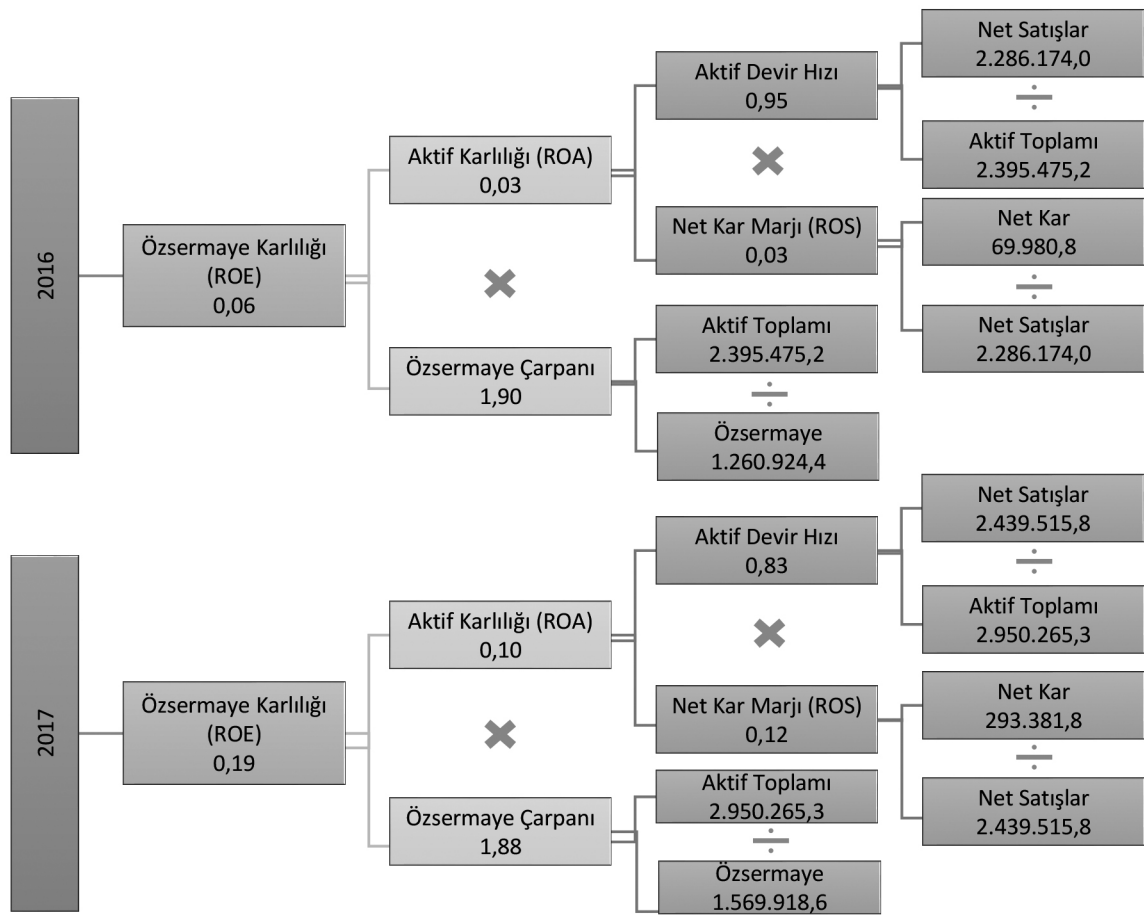 2016
Özsermaye Karlılığı
(ROE)
0,06
Aktif Karlılığı (ROA)
0,03
Özsermaye Çarpanı
1,90
Aktif Devir Hızı
0,95
Net Kar Marjı (ROS)
0,03
Aktif Toplamı
2.395.475,2
Özsermaye
1.260.924,4
Net Satışlar
2.286.174,0
Aktif Toplamı
2.395.475,2
Net Kar
69.980,8
Net Satışlar
2.286.174,0
2017
Özsermaye Karlılığı
(ROE)
0,19
Aktif Karlılığı (ROA)
0,10
Özsermaye Çarpanı
1,88
Aktif Devir Hızı
0,83
Net Kar Marjı (ROS)
0,12
Aktif Toplamı
2.950.265,3
Özsermaye
1.569.918,6
Net Satışlar
2.439.515,8
Aktif Toplamı
2.950.265,3
Net Kar
293.381,8
Net Satışlar
2.439.515,8